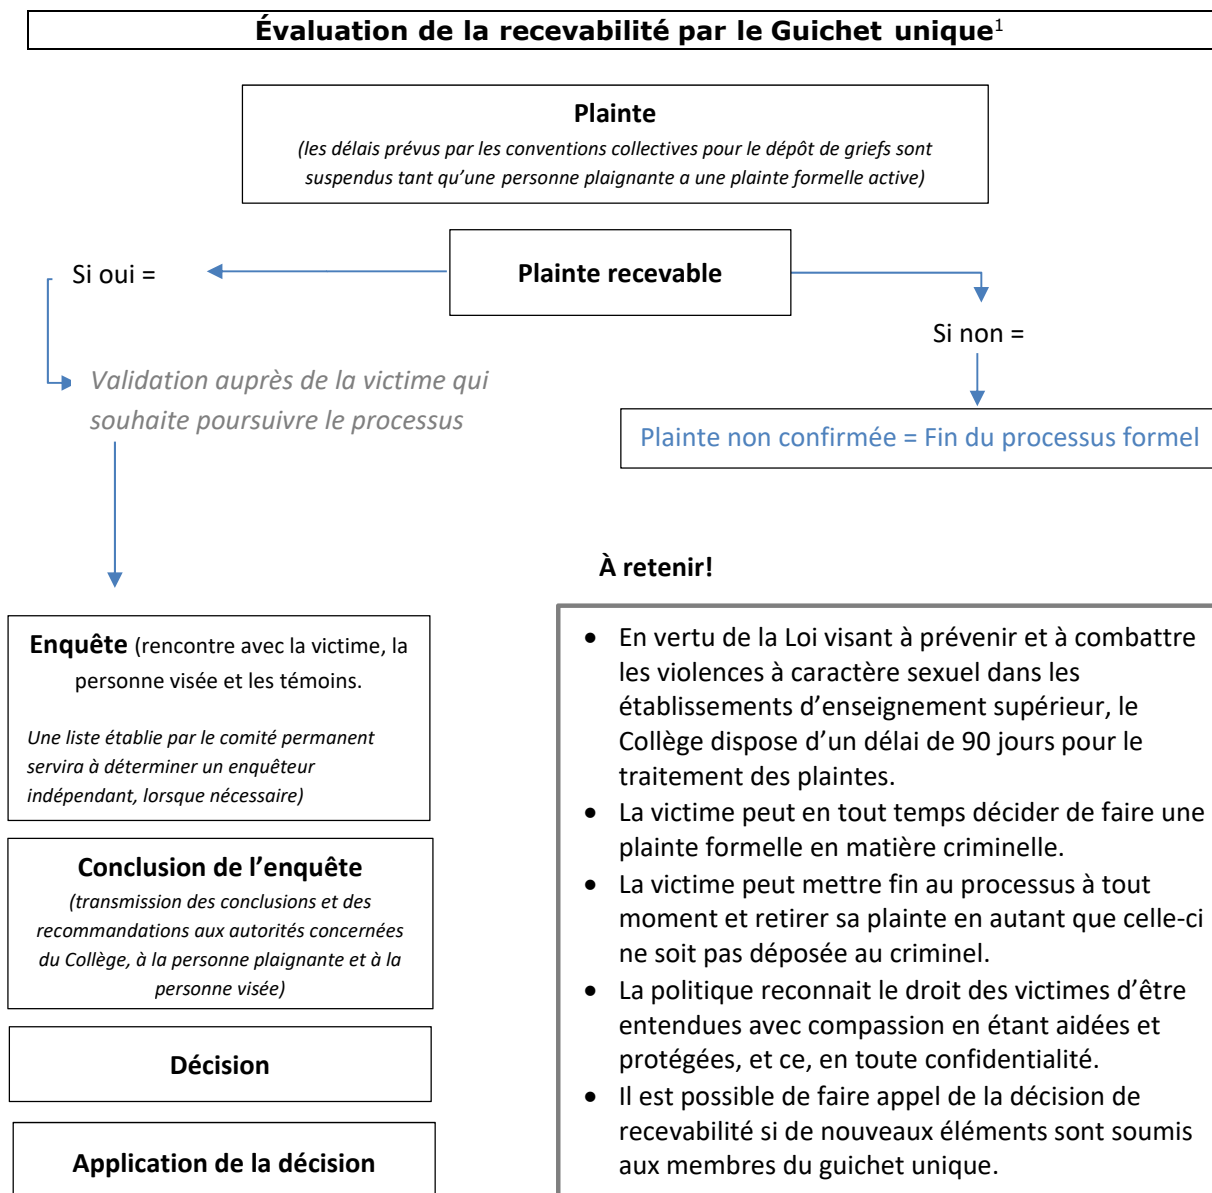 Évaluation de la recevabilité par le Guichet unique1
Plainte
(les délais prévus par les conventions collectives pour le dépôt de griefs sont
suspendus tant qu'une personne plaignante a une plainte formelle active)
Si oui =
Plainte recevable
Si non =
Validation auprès de la victime qui
souhaite poursuivre le processus
Plainte non confirmée = Fin du processus formel
Enquête (rencontre avec la victime, la
personne visée et les témoins.
Une liste établie par le comité permanent
servira à déterminer un enquêteur
indépendant, lorsque nécessaire)
Conclusion de l'enquête
(transmission des conclusions et des
recommandations aux autorités concernées
du Collège, à la personne plaignante et à la
personne visée)
Décision
Application de la décision
À retenir!
• En vertu de la Loi visant à prévenir et à combattre
les violences à caractère sexuel dans les
établissements d'enseignement supérieur, le
Collège dispose d'un délai de 90 jours pour le
traitement des plaintes.
• La victime peut en tout temps décider de faire une
plainte formelle en matière criminelle.
• La victime peut mettre fin au processus à tout
moment et retirer sa plainte en autant que celle-ci
ne soit pas déposée au criminel.
• La politique reconnait le droit des victimes d'être
entendues avec compassion en étant aidées et
protégées, et ce, en toute confidentialité.
• Il est possible de faire appel de la décision de
recevabilité si de nouveaux éléments sont soumis
aux membres du guichet unique.